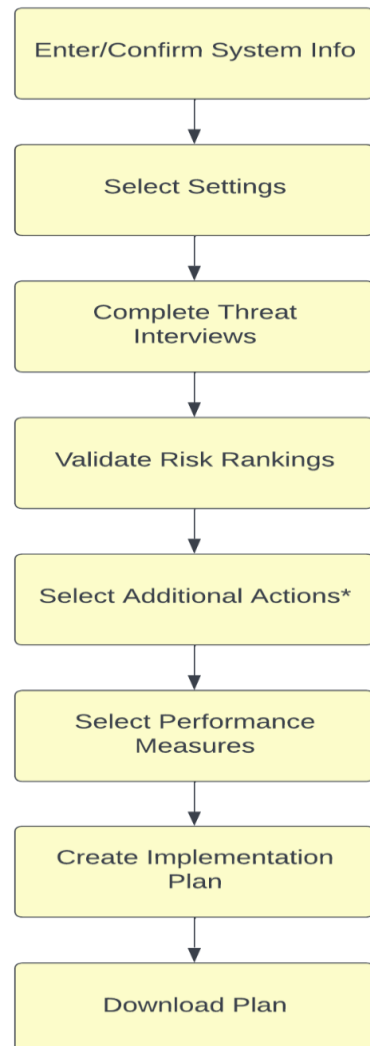 Enter/Confirm System Info
Select Settings
Complete Threat
Interviews
Validate Risk Rankings
Select Additional Actions*
Select Performance
Measures
Create Implementation
Plan
Download Plan